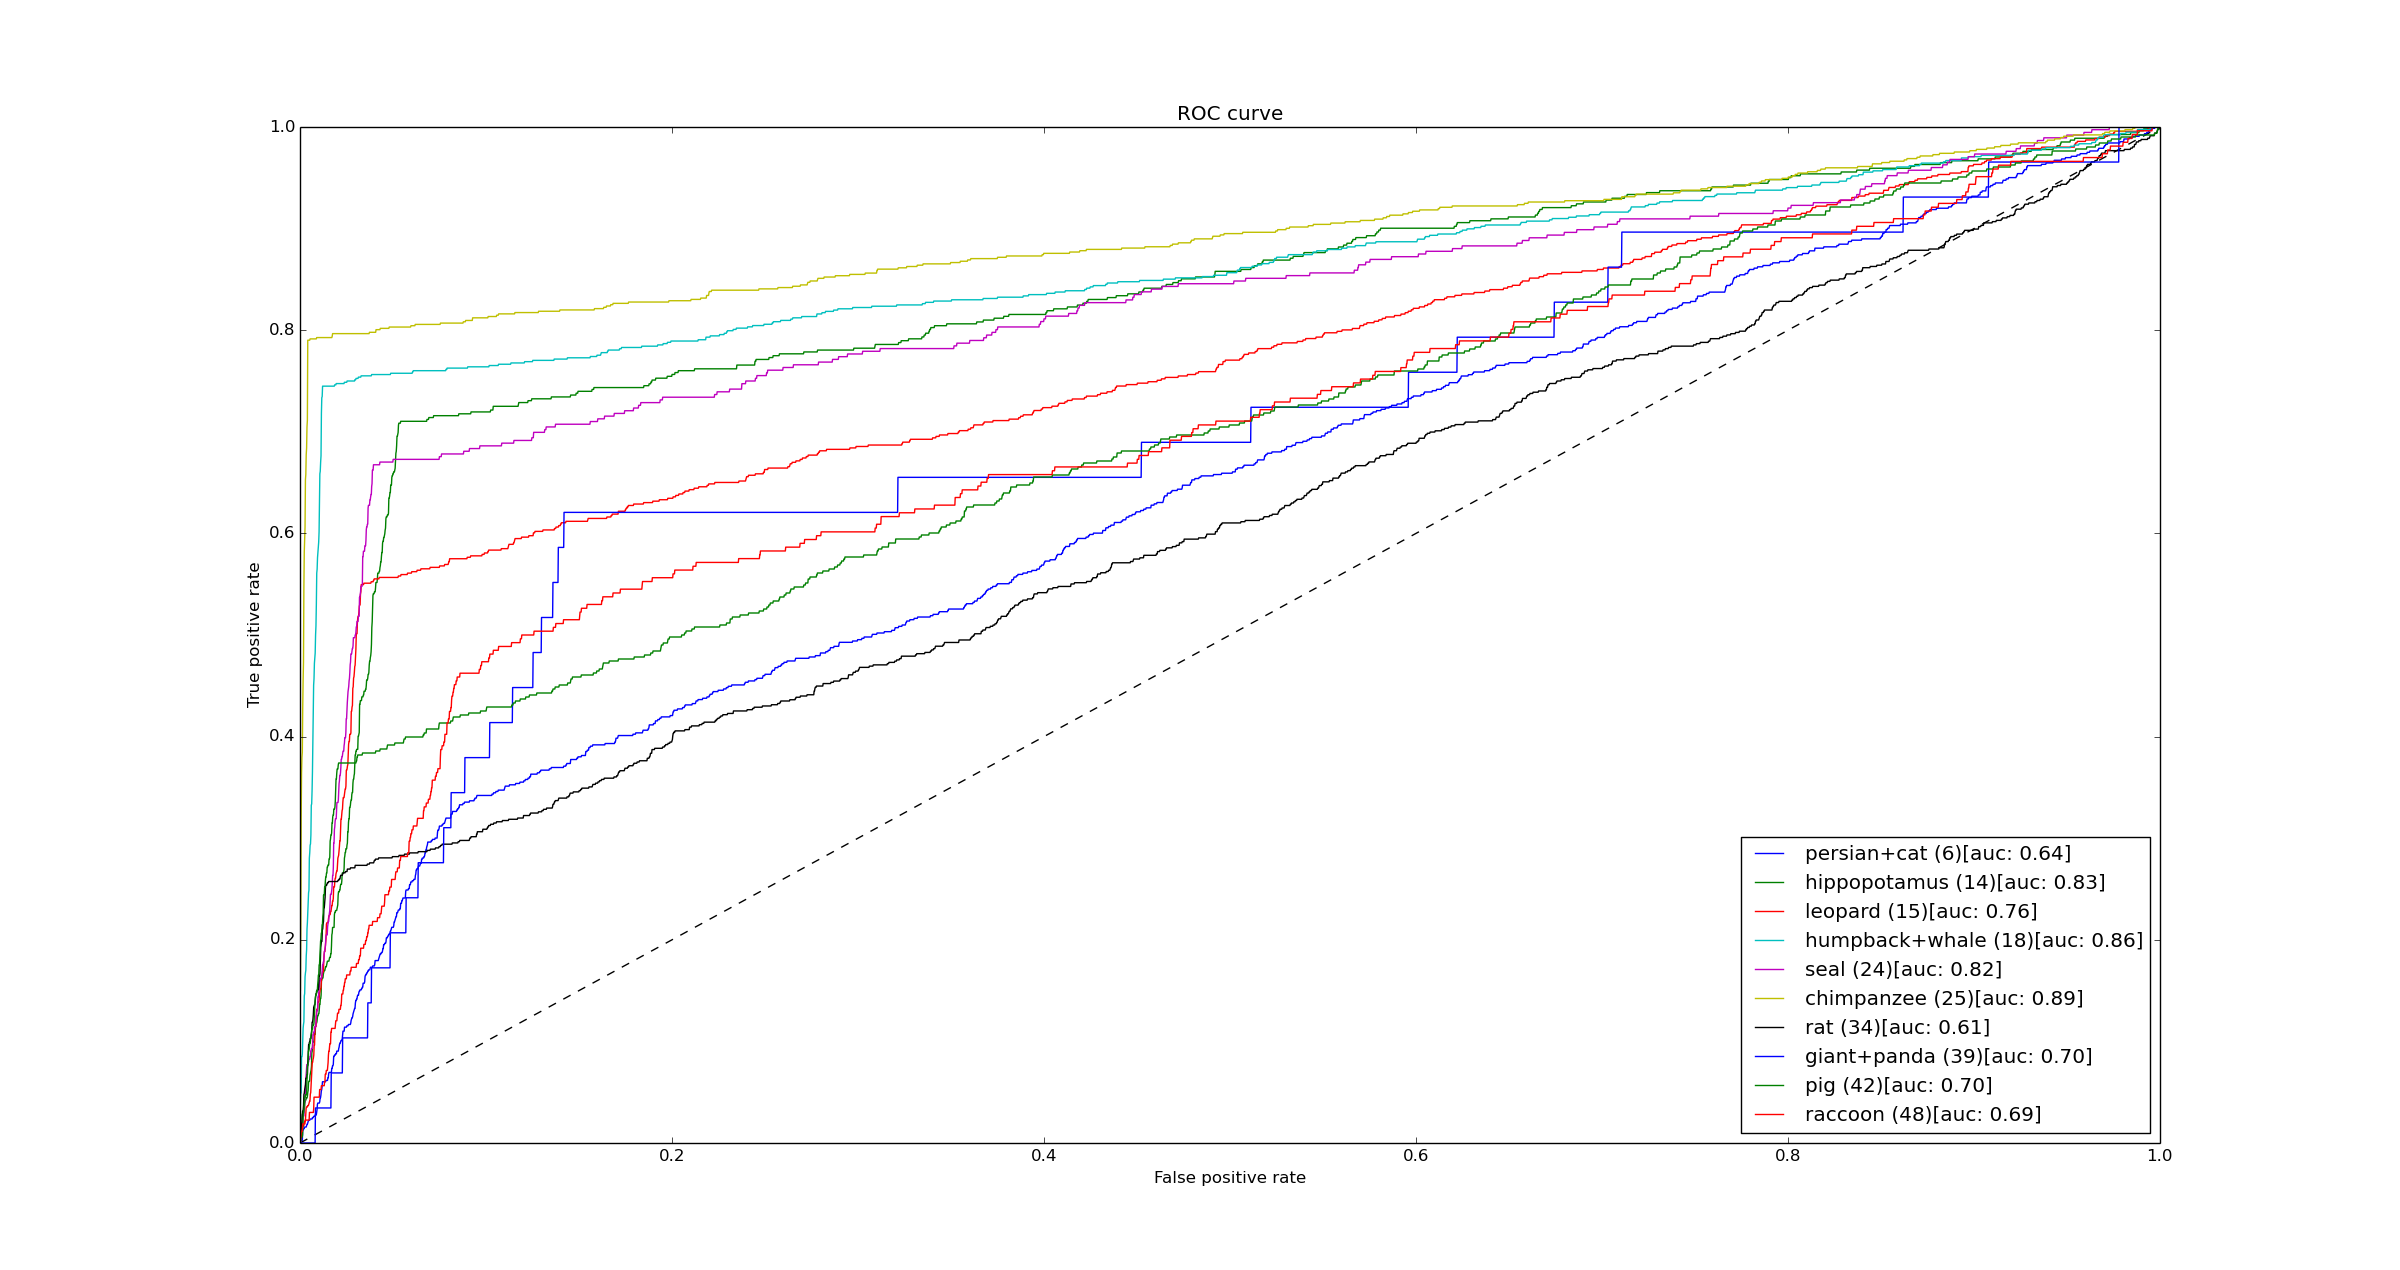 ROC curve
1.0
0.8
0.6
0.4
0.2
0.0
True positive rate
0.0 0.2 0.4 0.6 0.8 1.0
False positive rate
persian+cat (6)[auc: 0.64]
hippopotamus (14)[auc: 0.83]
leopard (15)[auc: 0.76]
humpback+whale (18)[auc: 0.86]
seal (24)[auc: 0.82]
chimpanzee (25)[auc: 0.89]
rat (34)[auc: 0.61]
giant+panda (39)[auc: 0.70]
pig (42)[auc: 0.70]
raccoon (48)[auc: 0.69]